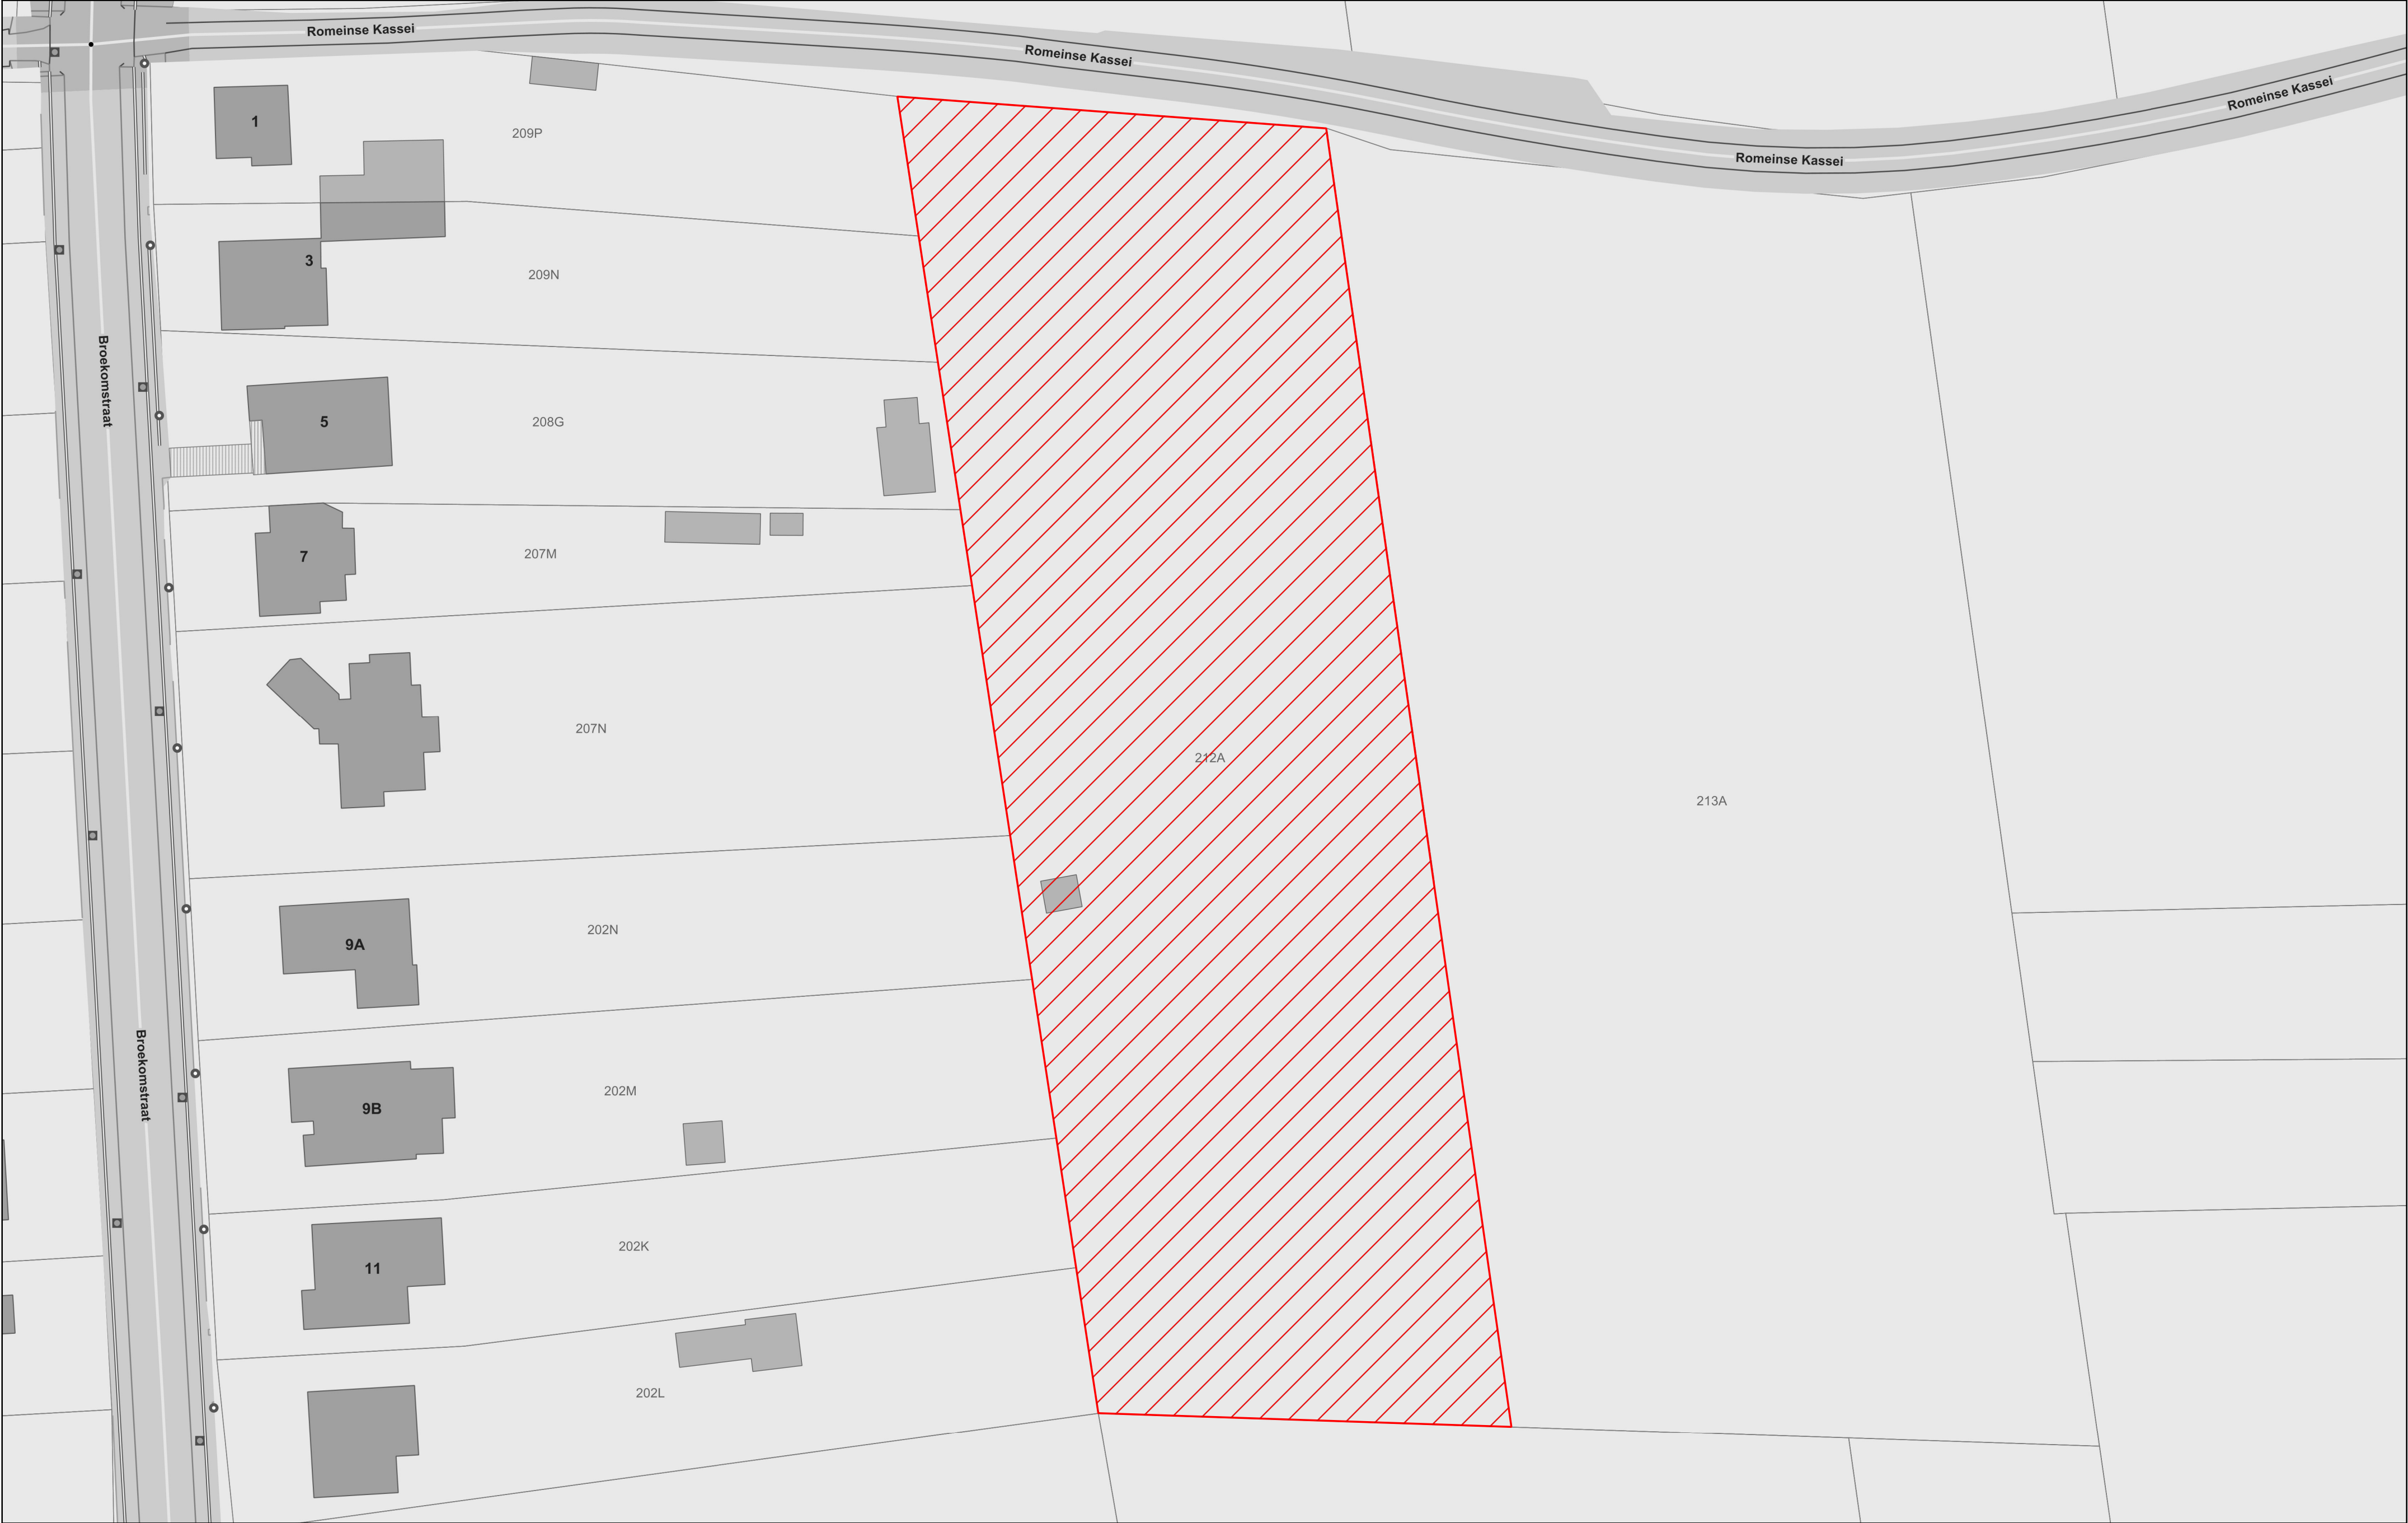 Romeinse Kassei
Romeinse Kassei
Romeinse Kassei
Romeinse Kassei
1
209P
3
209N
Broekomstraat
5
208G
7
207M
207N
212A
213A
9A
202N
Broekomstraat
9B
202M
11
202K
202L